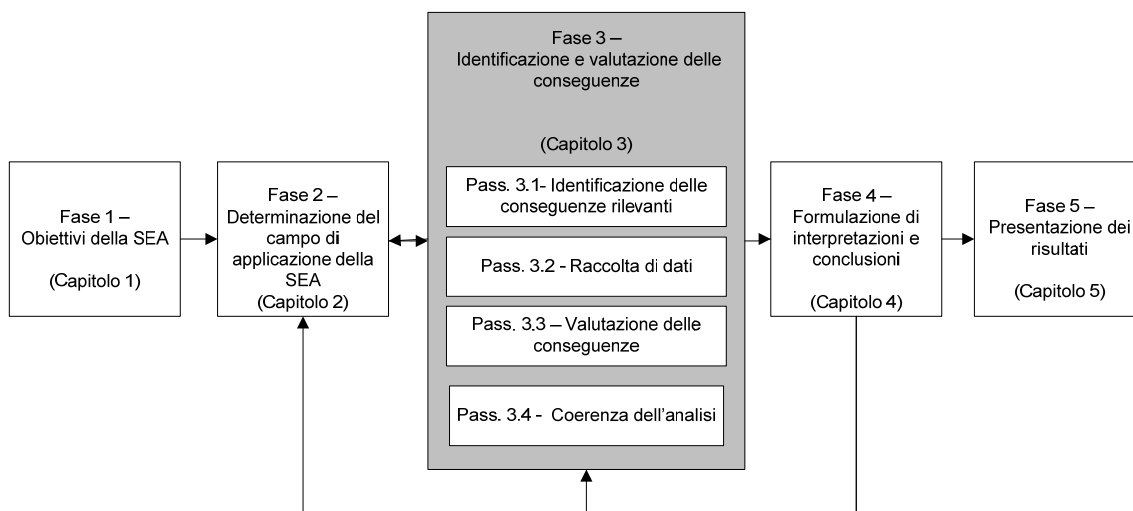 Fase 1 –
Obiettivi della SEA
(Capitolo 1)
Fase 2 –
Determinazione del
campo di
applicazione della
SEA
(Capitolo 2)
Fase 3 –
Identificazione e valutazione delle
conseguenze
(Capitolo 3)
Pass. 3.1- Identificazione delle
conseguenze rilevanti
Pass. 3.2 - Raccolta di dati
Pass. 3.3 – Valutazione delle
conseguenze
Pass. 3.4 - Coerenza dell'analisi
Fase 4 –
Formulazione di
interpretazioni e
conclusioni
(Capitolo 4)
Fase 5 –
Presentazione dei
risultati
(Capitolo 5)